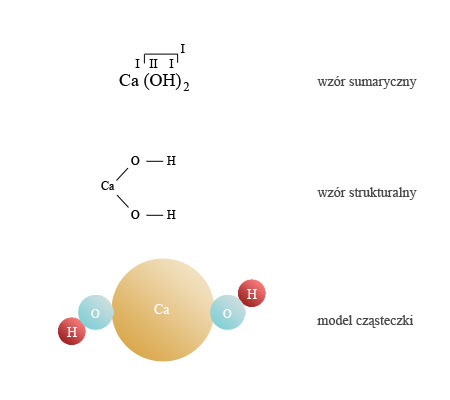 I
I II I
Ca (OH)₂ wzór sumaryczny
O — H
Ca wzór strukturalny
O — H
H
Ca
O O
H
model cząsteczki